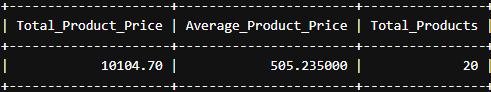 | Total_Product_Price | Average_Product_Price | Total_Products |
| 10104.70 | 505.235000 | 20 |